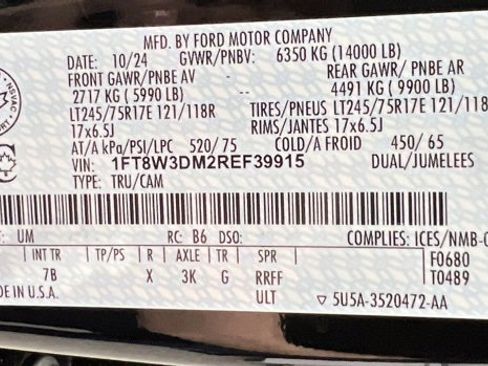 MFD. BY FORD MOTOR COMPANY
DATE: 10/24 GVWR/PNBV: 6350 KG (14000 LB)
FRONT GAWR/PNBE AV REAR GAWR/ PNBE AR
2717 KG ( 5990 LB) 4491 KG ( 9900 LB)
LT245/75R17E 121/118R TIRES/PNEUS LT245/75R17E 121/118R
17x6.5J RIMS/JANTES 17x6.5J
AT/A kPa/PSI/LPC 520/75 COLD/A FROID 450/ 65
VIN: 1FT8W3DM2REF39915 DUAL/JUMELEES
TYPE: TRU/CAM
: UM RC: B6 DSO: COMPLIES: ICES/NMB-0
INT TR TP/PS R AXLE TR SPR F0680
7B X 3K G RRFF T0489
DE IN U.S.A. ULT ▽ 5U5A-3520472-AA